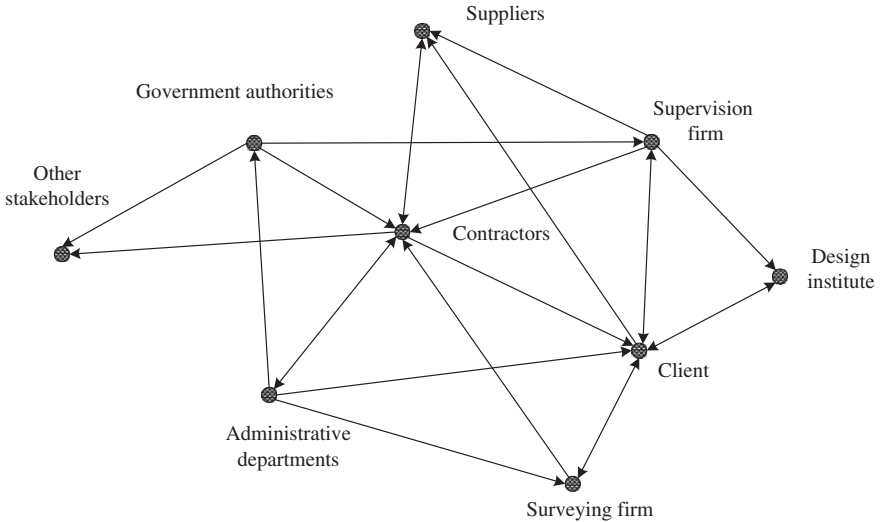 Suppliers
Government authorities
Supervision
firm
Other
stakeholders
Contractors
Design
institute
Client
Administrative
departments
Surveying firm